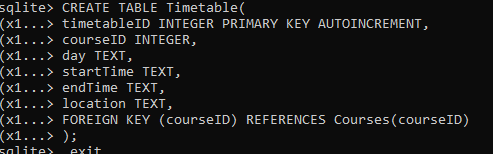 sqlite> CREATE TABLE Timetable(
(x1...> timetableID INTEGER PRIMARY KEY AUTOINCREMENT,
(x1...> courseID INTEGER,
(x1...> day TEXT,
(x1...> startTime TEXT,
(x1...> endTime TEXT,
(x1...> location TEXT,
(x1...> FOREIGN KEY (courseID) REFERENCES Courses(courseID)
(x1...> );
sqlite> .exit